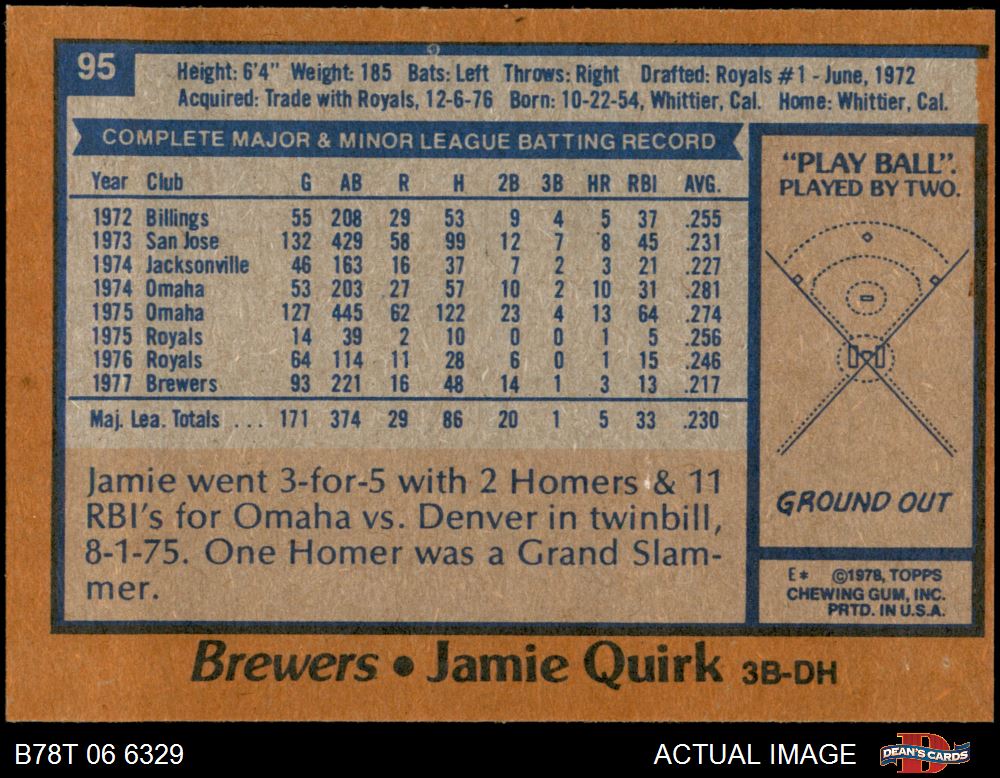 95
Height: 6'4" Weight: 185 Bats: Left Throws: Right Drafted: Royals #1 - June, 1972
Acquired: Trade with Royals, 12-6-76 Born: 10-22-54, Whittier, Cal. Home: Whittier, Cal.
COMPLETE MAJOR & MINOR LEAGUE BATTING RECORD
Year Club G AB R H 2B 3B HR RBI AVG.
1972 Billings 55 208 29 53 9 4 5 37 .255
1973 San Jose 132 429 58 99 12 7 8 45 .231
1974 Jacksonville 46 163 16 37 7 2 3 21 .227
1974 Omaha 53 203 27 57 10 2 10 31 .281
1975 Omaha 127 445 62 122 23 4 13 64 .274
1975 Royals 14 39 2 10 0 0 1 5 .256
1976 Royals 64 114 11 28 6 0 1 15 .246
1977 Brewers 93 221 16 48 14 1 3 13 .217
Maj. Lea. Totals ... 171 374 29 86 20 1 5 33 .230
Jamie went 3-for-5 with 2 Homers & 11
RBI's for Omaha vs. Denver in twinbill,
8-1-75. One Homer was a Grand Slam-
mer.
"PLAY BALL".
PLAYED BY TWO.
GROUND OUT
E* ©1978, TOPPS
CHEWING GUM, INC.
PRTD. IN U.S.A.
Brewers • Jamie Quirk 3B-DH
B78T 06 6329
ACTUAL IMAGE
DEAN'S CARDS